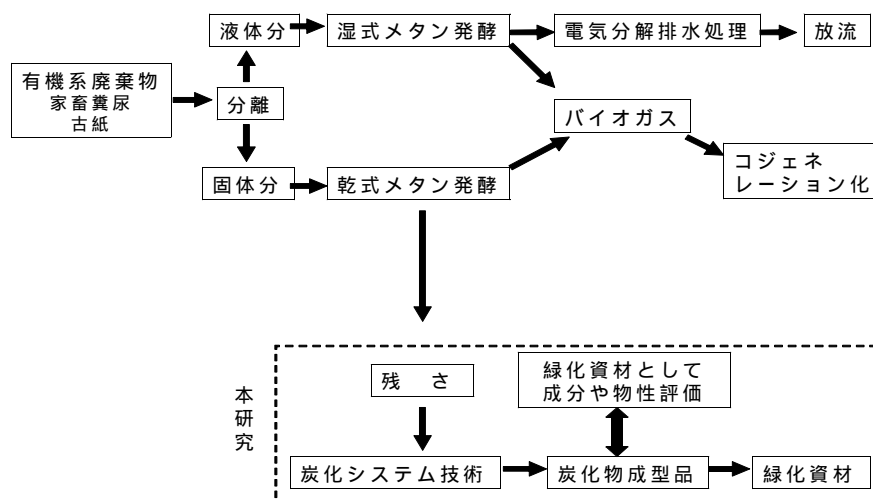 液体分
湿式メタン発酵
電気分解排水処理
放流
有機系廃棄物
家畜糞尿
古紙
分離
バイオガス
コジェネ
レーション化
固体分
乾式メタン発酵
本研究
残 さ
緑化資材として
成分や物性評価
炭化システム技術
炭化物成型品
緑化資材